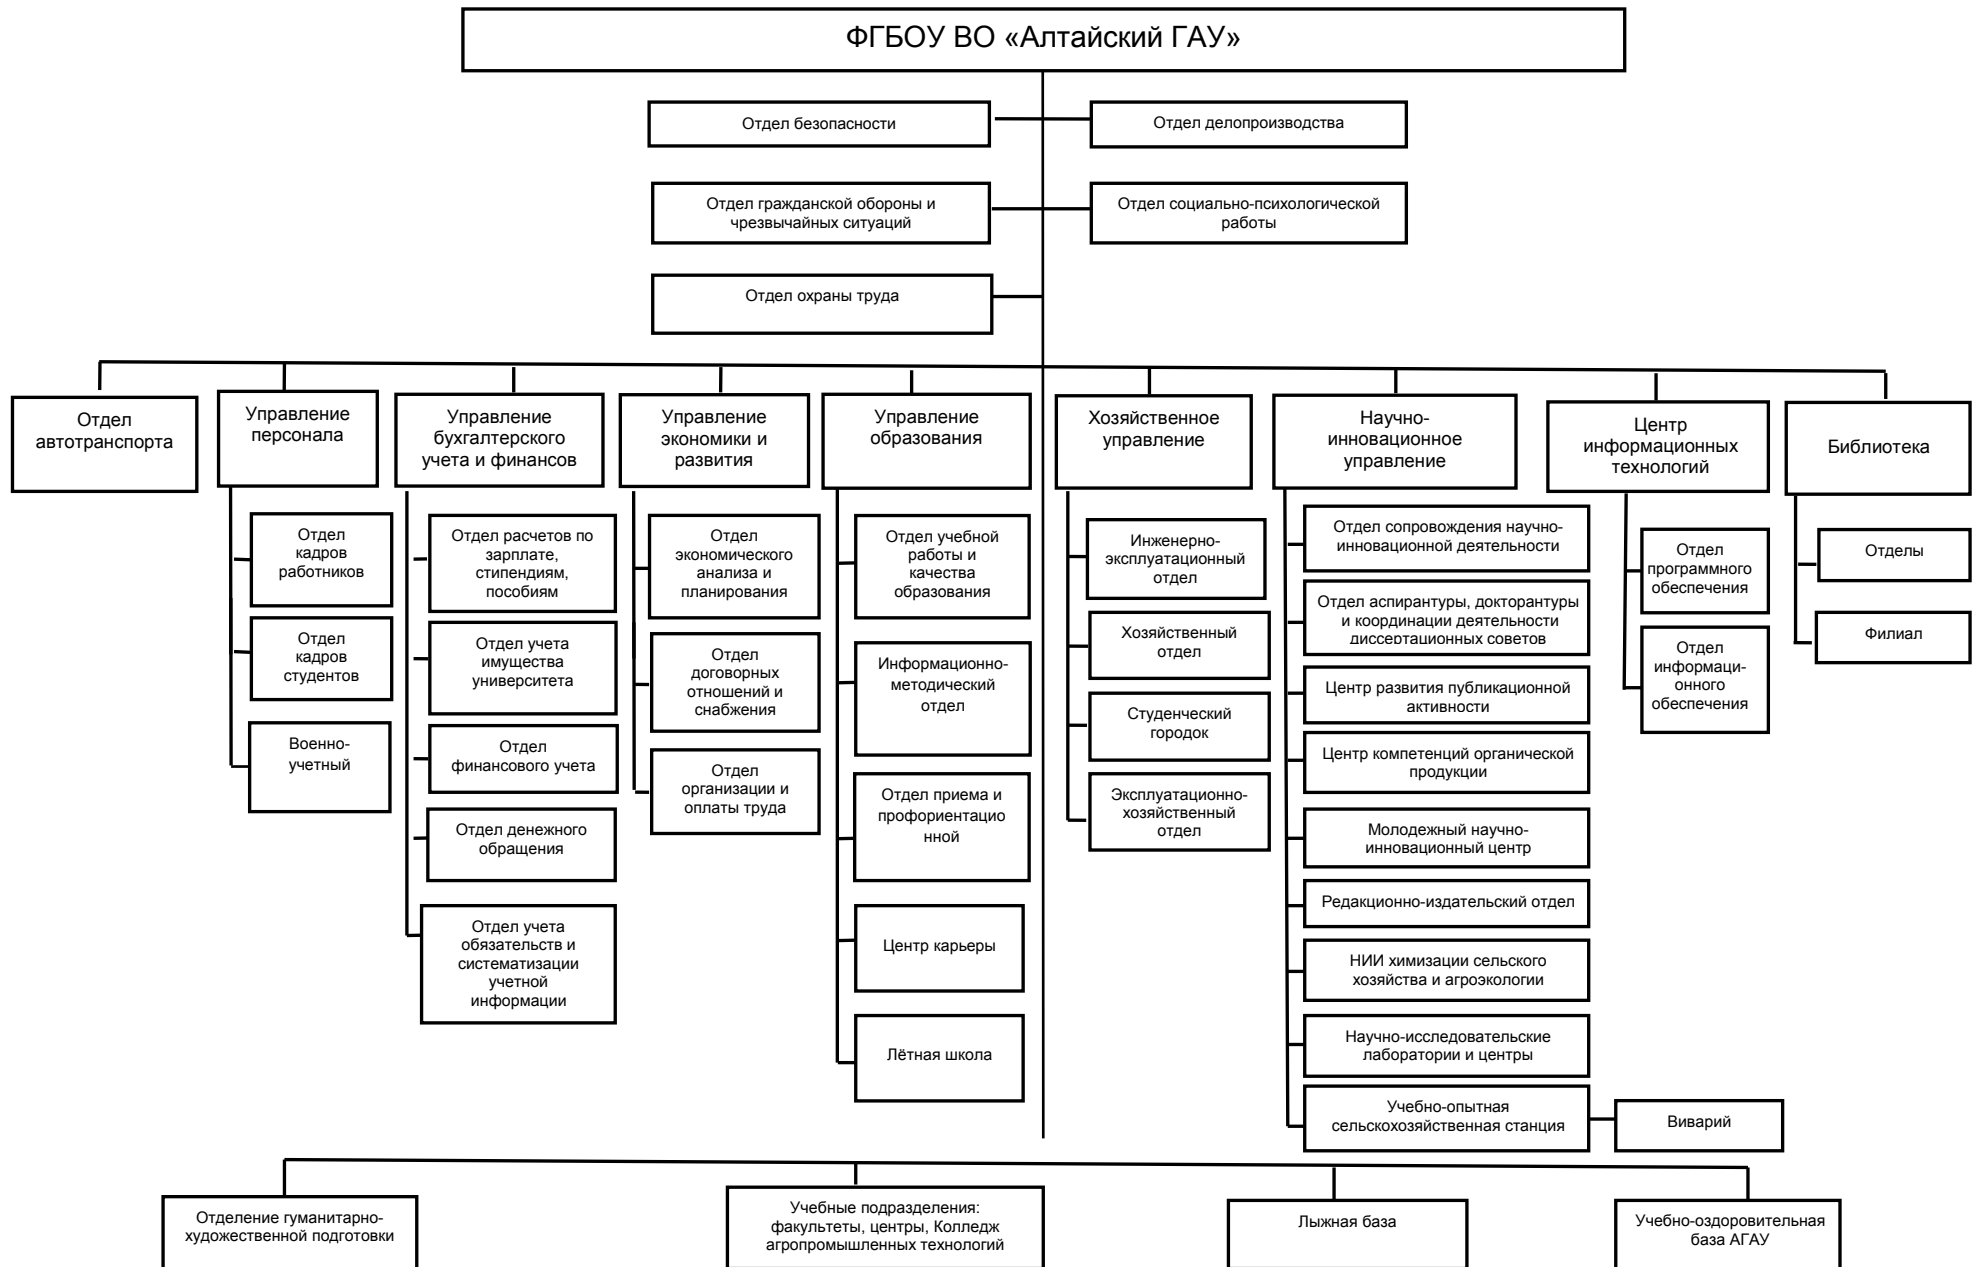 ФГБОУ ВО «Алтайский ГАУ»
Отдел безопасности
Отдел делопроизводства
Отдел гражданской обороны и
чрезвычайных ситуаций
Отдел социально-психологической
работы
Отдел охраны труда
Отдел
автотранспорта
Управление
персонала
Управление
бухгалтерского
учета и финансов
Управление
экономики и
развития
Управление
образования
Хозяйственное
управление
Научно-
инновационное
управление
Центр
информационных
технологий
Библиотека
Отдел
кадров
работников
Отдел
кадров
студентов
Военно-
учетный
Отдел расчетов по
зарплате,
стипендиям,
пособиям
Отдел учета
имущества
университета
Отдел
финансового учета
Отдел денежного
обращения
Отдел учета
обязательств и
систематизации
учетной
информации
Отдел
экономического
анализа и
планирования
Отдел
договорных
отношений и
снабжения
Отдел
организации и
оплаты труда
Отдел учебной
работы и
качества
образования
Информационно-
методический
отдел
Отдел приема и
профориентацио
нной
Центр карьеры
Лётная школа
Инженерно-
эксплуатационный
отдел
Хозяйственный
отдел
Студенческий
городок
Эксплуатационно-
хозяйственный
отдел
Отдел сопровождения научно-
инновационной деятельности
Отдел аспирантуры, докторантуры
и координации деятельности
диссертационных советов
Центр развития публикационной
активности
Центр компетенций органической
продукции
Молодежный научно-
инновационный центр
Редакционно-издательский отдел
НИИ химизации сельского
хозяйства и агроэкологии
Научно-исследовательские
лаборатории и центры
Учебно-опытная
сельскохозяйственная станция
Виварий
Отдел
программного
обеспечения
Отдел
информаци-
онного
обеспечения
Отделы
Филиал
Отделение гуманитарно-
художественной подготовки
Учебные подразделения:
факультеты, центры, Колледж
агропромышленных технологий
Лыжная база
Учебно-оздоровительная
база АГАУ